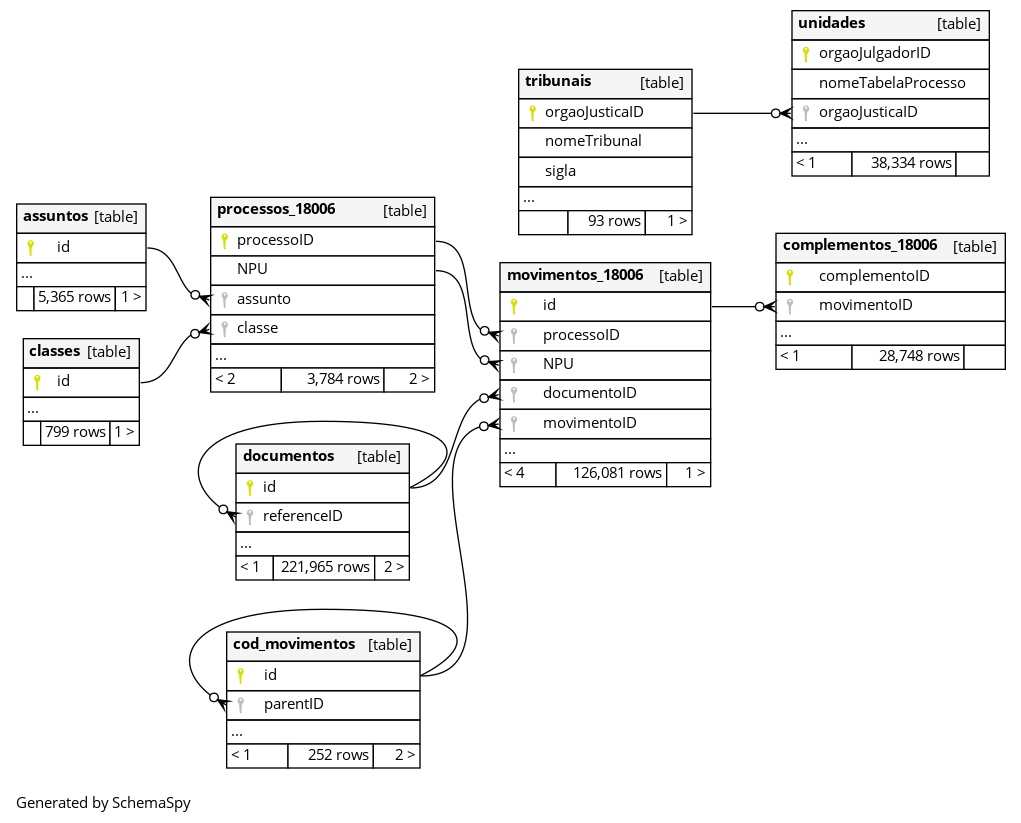 unidades [table]
orgaoJulgadorID
nomeTabelaProcesso
orgaoJusticaID
...
< 1 38,334 rows
tribunais [table]
orgaoJusticaID
nomeTribunal
sigla
...
93 rows 1 >
assuntos [table]
id
...
5,365 rows 1 >
processos_18006 [table]
processoID
NPU
assunto
classe
...
< 2 3,784 rows 2 >
classes [table]
id
...
799 rows 1 >
movimentos_18006 [table]
id
processoID
NPU
documentoID
movimentoID
...
< 4 126,081 rows 1 >
complementos_18006 [table]
complementoID
movimentoID
...
< 1 28,748 rows
documentos [table]
id
referenceID
...
< 1 221,965 rows 2 >
cod_movimentos [table]
id
parentID
...
< 1 252 rows 2 >
Generated by SchemaSpy